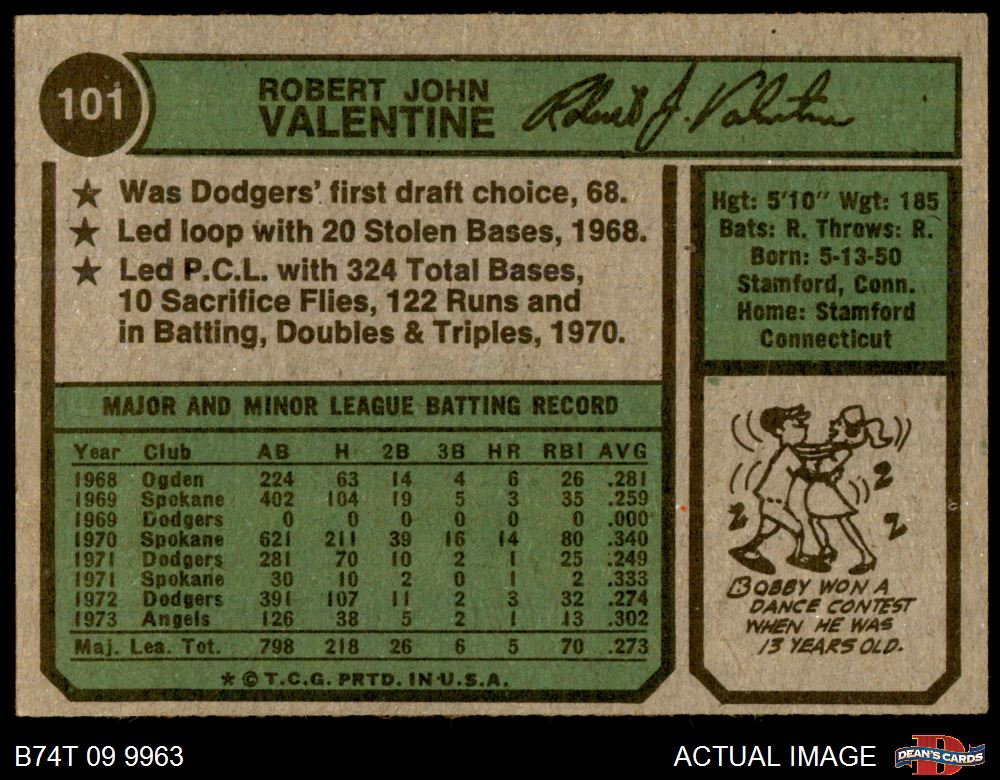 101
ROBERT JOHN
VALENTINE
Robert J. Valentine
★ Was Dodgers' first draft choice, 68.
★ Led loop with 20 Stolen Bases, 1968.
★ Led P.C.L. with 324 Total Bases,
10 Sacrifice Flies, 122 Runs and
in Batting, Doubles & Triples, 1970.
Hgt: 5'10" Wgt: 185
Bats: R. Throws: R.
Born: 5-13-50
Stamford, Conn.
Home: Stamford
Connecticut
MAJOR AND MINOR LEAGUE BATTING RECORD
Year Club AB H 2B 3B HR RBI AVG
1968 Ogden 224 63 14 4 6 26 .281
1969 Spokane 402 104 19 5 3 35 .259
1969 Dodgers 0 0 0 0 0 0 .000
1970 Spokane 621 211 39 16 14 80 .340
1971 Dodgers 281 70 10 2 1 25 .249
1971 Spokane 30 10 2 0 1 2 .333
1972 Dodgers 391 107 11 2 3 32 .274
1973 Angels 126 38 5 2 1 13 .302
Maj. Lea. Tot. 798 218 26 6 5 70 .273
* © T.C.G. PRTD. IN U.S.A.
Z
Z
Z
BOBBY WON A
DANCE CONTEST
WHEN HE WAS
13 YEARS OLD.
B74T 09 9963
ACTUAL IMAGE
D
DEAN'S CARDS